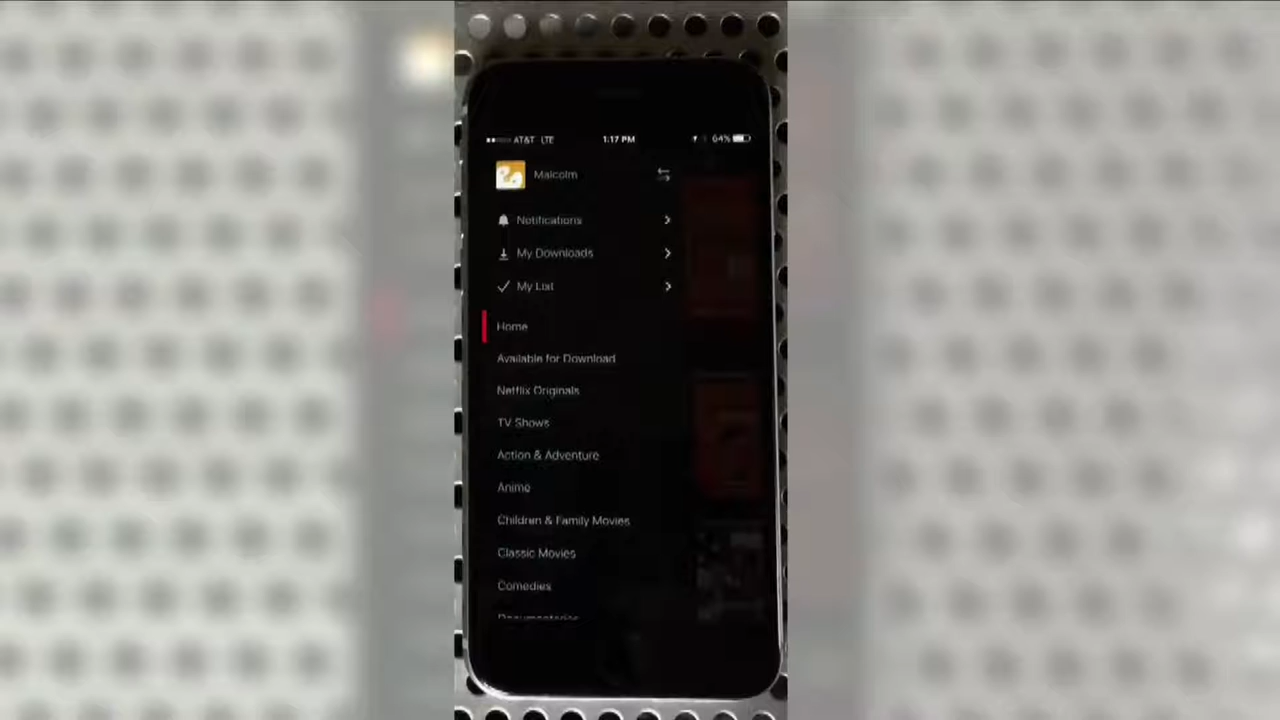 AT&T LTE 1:17 PM 64%
Malcolm
Notifications
My Downloads
My List
Home
Available for Download
Netflix Originals
TV Shows
Action & Adventure
Anime
Children & Family Movies
Classic Movies
Comedies
Documentaries